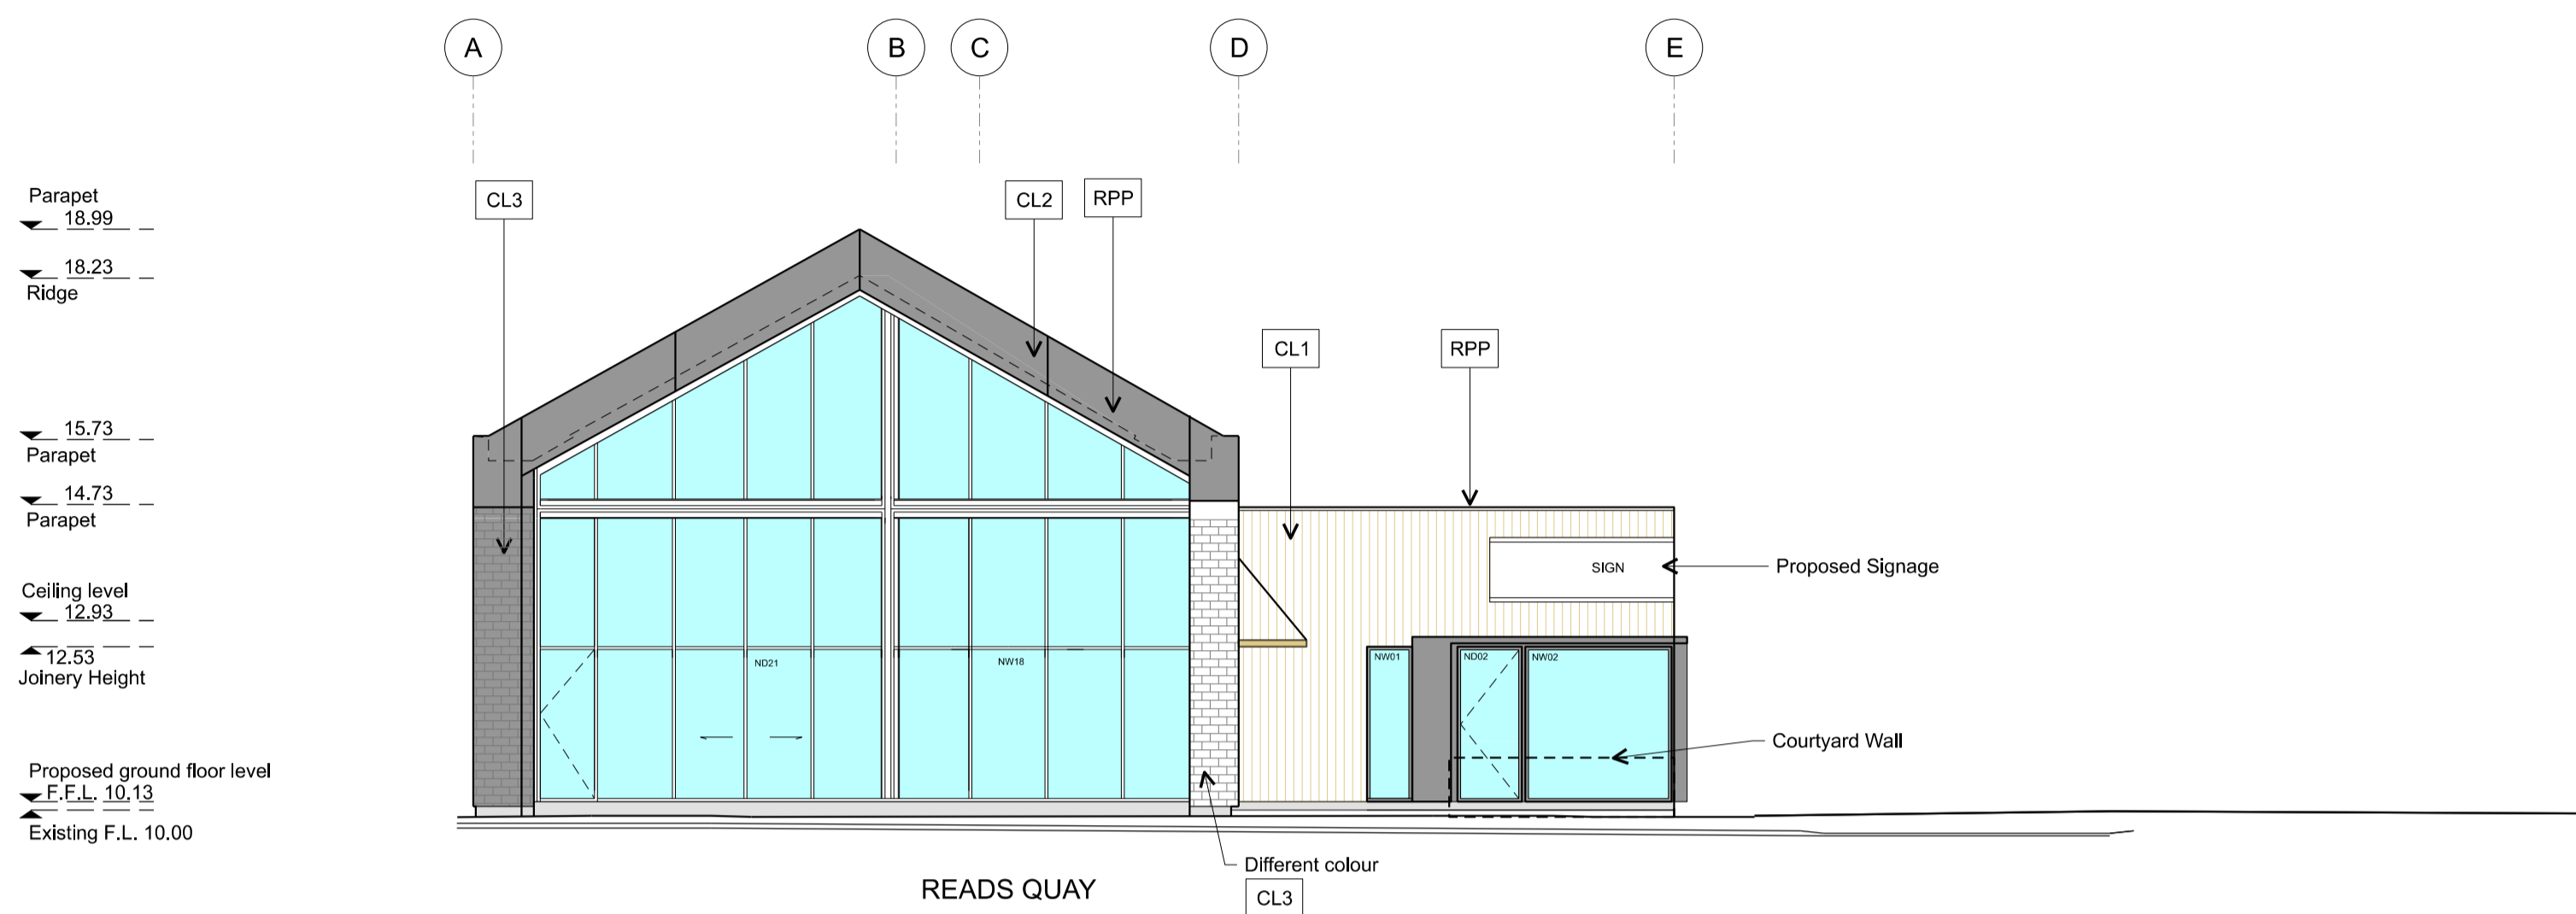 A
B
C
D
E
Parapet
18.99
18.23
Ridge
CL3
CL2
RPP
CL1
RPP
15.73
Parapet
14.73
Parapet
SIGN
Proposed Signage
Ceiling level
12.93
12.53
Joinery Height
ND21
NW18
NW01
ND02
NW02
Courtyard Wall
Proposed ground floor level
F.F.L. 10.13
Existing F.L. 10.00
Different colour
CL3
READS QUAY